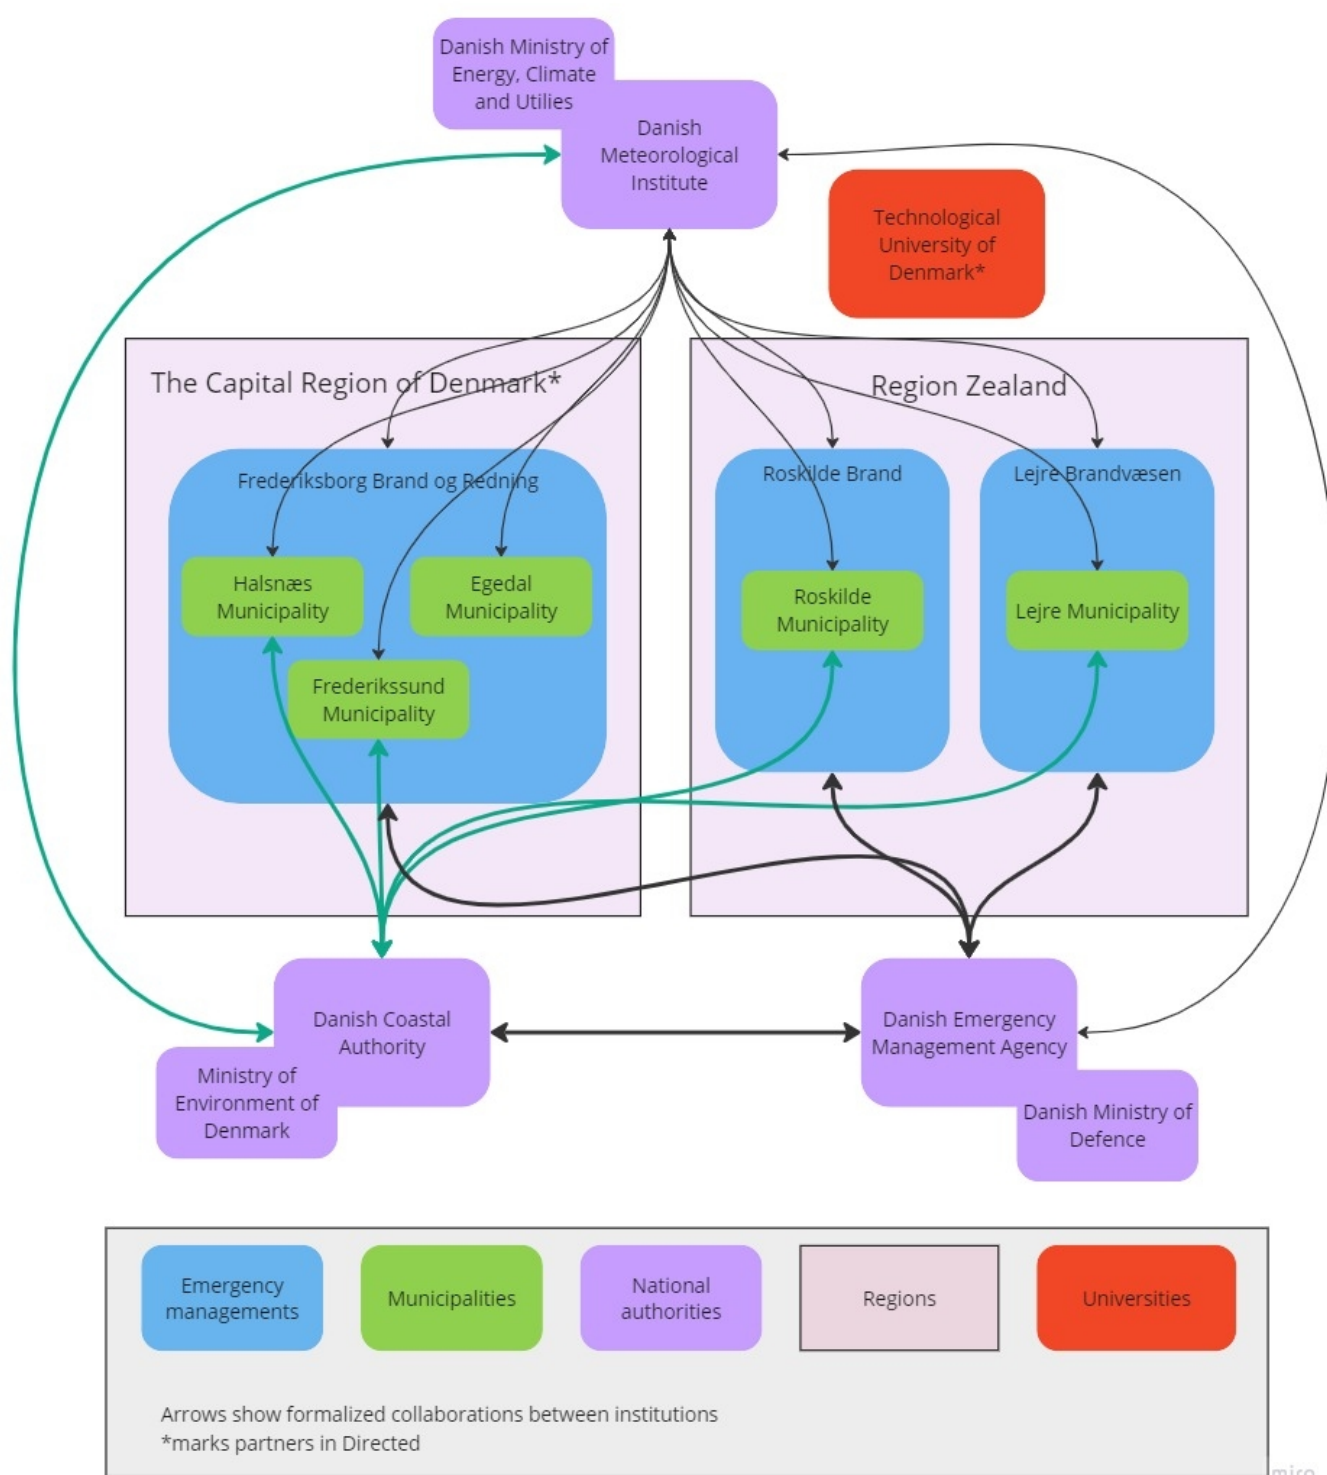 Danish Ministry of
Energy, Climate
and Utilies
Danish
Meteorological
Institute
Technological
University of
Denmark*
The Capital Region of Denmark*
Region Zealand
Frederiksborg Brand og Redning
Roskilde Brand
Lejre Brandvæsen
Halsnæs
Municipality
Egedal
Municipality
Roskilde
Municipality
Lejre Municipality
Frederikssund
Municipality
Danish Coastal
Authority
Danish Emergency
Management Agency
Ministry of
Environment of
Denmark
Danish Ministry of
Defence
Emergency
managements
Municipalities
National
authorities
Regions
Universities
Arrows show formalized collaborations between institutions
*marks partners in Directed
miro